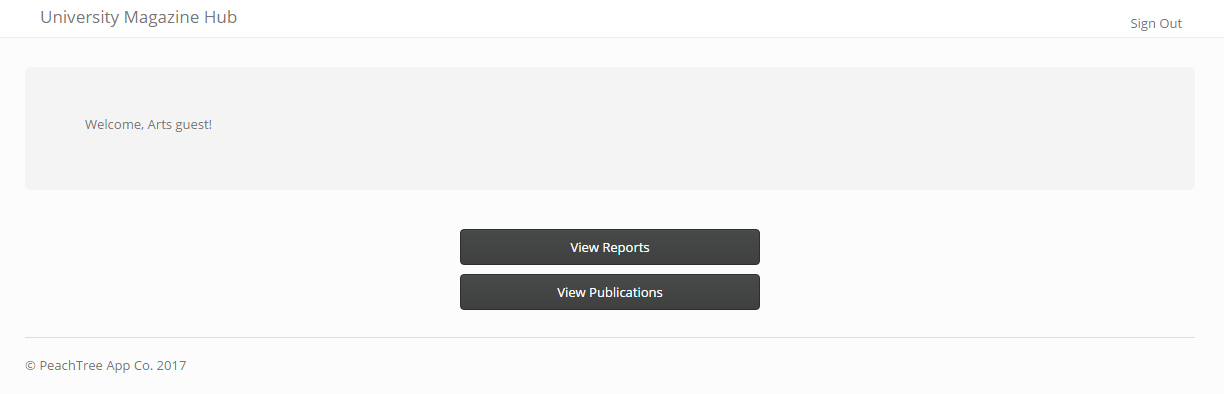 University Magazine Hub
Sign Out
Welcome, Arts guest!
View Reports
View Publications
© PeachTree App Co. 2017